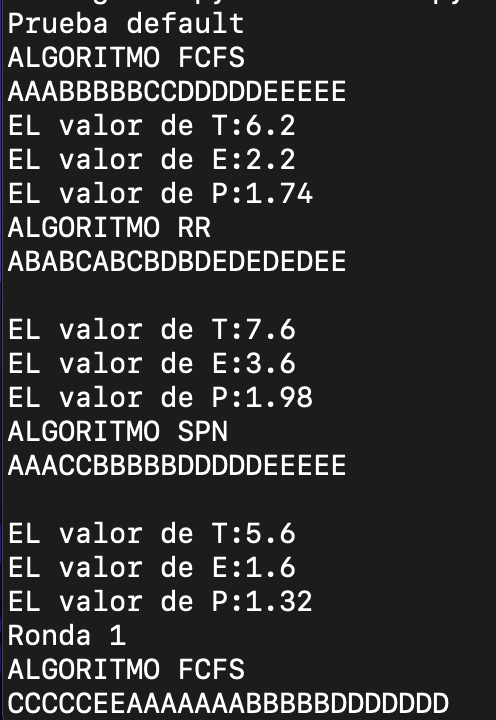 Prueba default
ALGORITMO FCFS
AAABBBBBCCDDDDDEEEEE
EL valor de T:6.2
EL valor de E:2.2
EL valor de P:1.74
ALGORITMO RR
ABABCABCBDBDEDEDEDEE
EL valor de T:7.6
EL valor de E:3.6
EL valor de P:1.98
ALGORITMO SPN
AAACCBBBBBDDDDDEEEEE
EL valor de T:5.6
EL valor de E:1.6
EL valor de P:1.32
Ronda 1
ALGORITMO FCFS
CCCCCEEAAAAAAABBBBBDDDDDDD